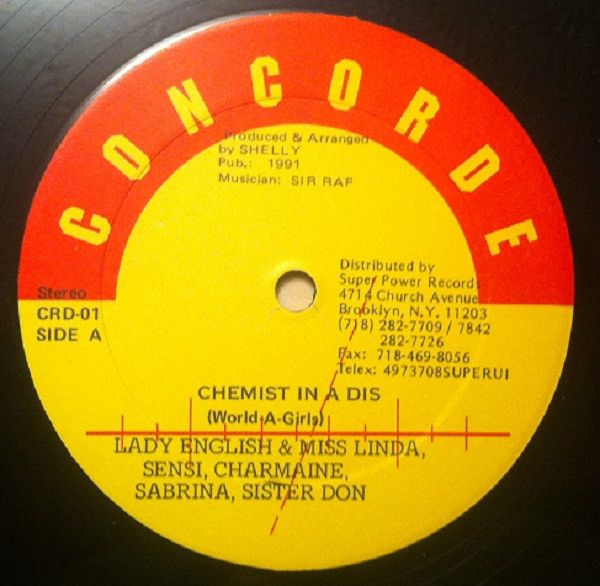 CONCORDE
Produced & Arranged
by SHELLY
Pub.: 1991
Musician: SIR RAF
Distributed by
Super Power Records
4714 Church Avenue
Brooklyn, N.Y. 11203
(718) 282-7709 / 7842
282-7726
Fax: 718-469-8056
Telex: 4973708SUPERUI
Stereo
CRD-01
SIDE A
CHEMIST IN A DIS
(World-A-Girls)
LADY ENGLISH & MISS LINDA,
SENSI, CHARMAINE,
SABRINA, SISTER DON